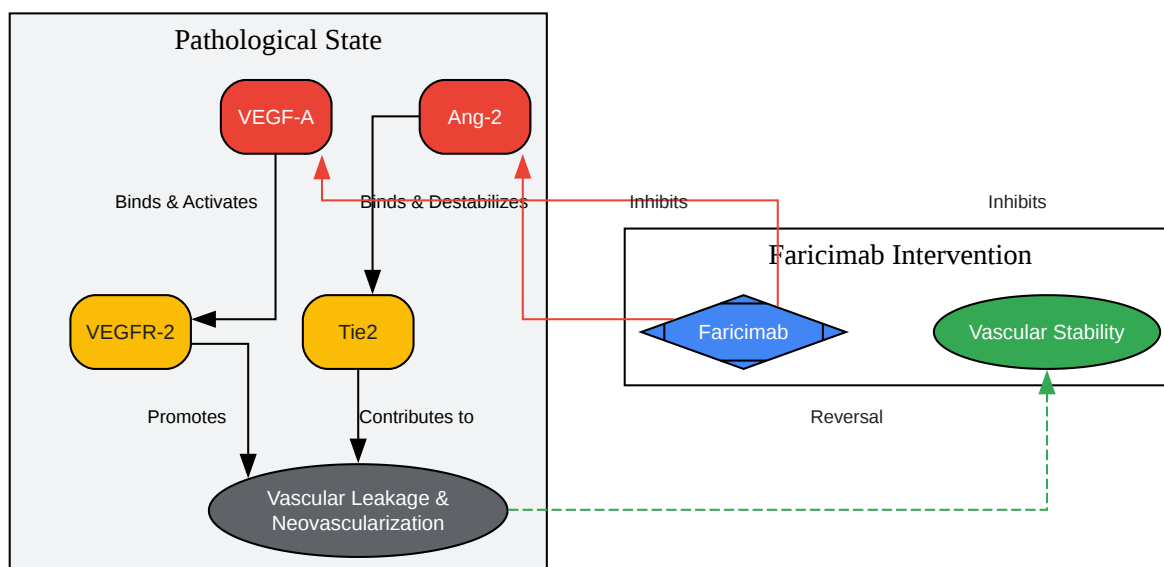 Pathological State
VEGF-A
Ang-2
Binds & Activates
Binds & Destabilizes
Inhibits
Inhibits
Faricimab Intervention
VEGFR-2
Tie2
Faricimab
Vascular Stability
Promotes
Contributes to
Reversal
Vascular Leakage &
Neovascularization